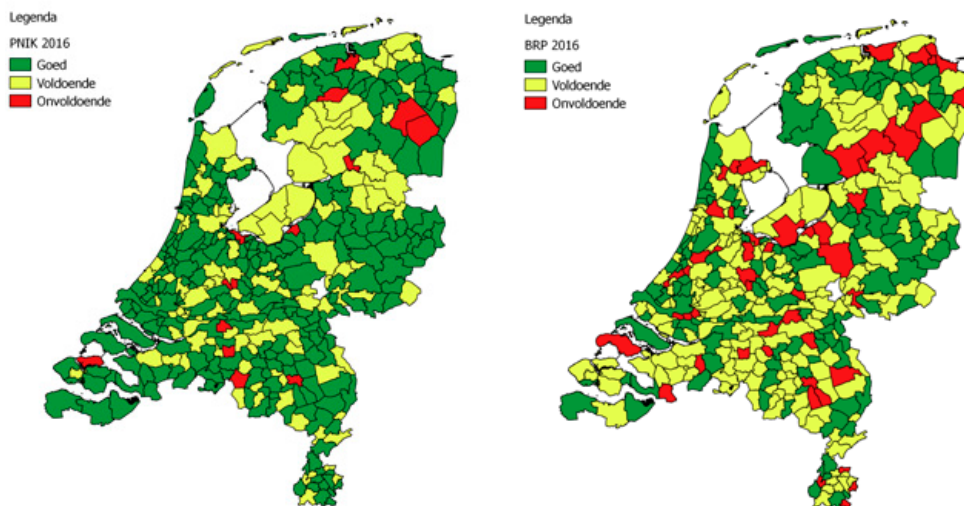 Legenda
PNIK 2016
Goed
Voldoende
Onvoldoende
Legenda
BRP 2016
Goed
Voldoende
Onvoldoende